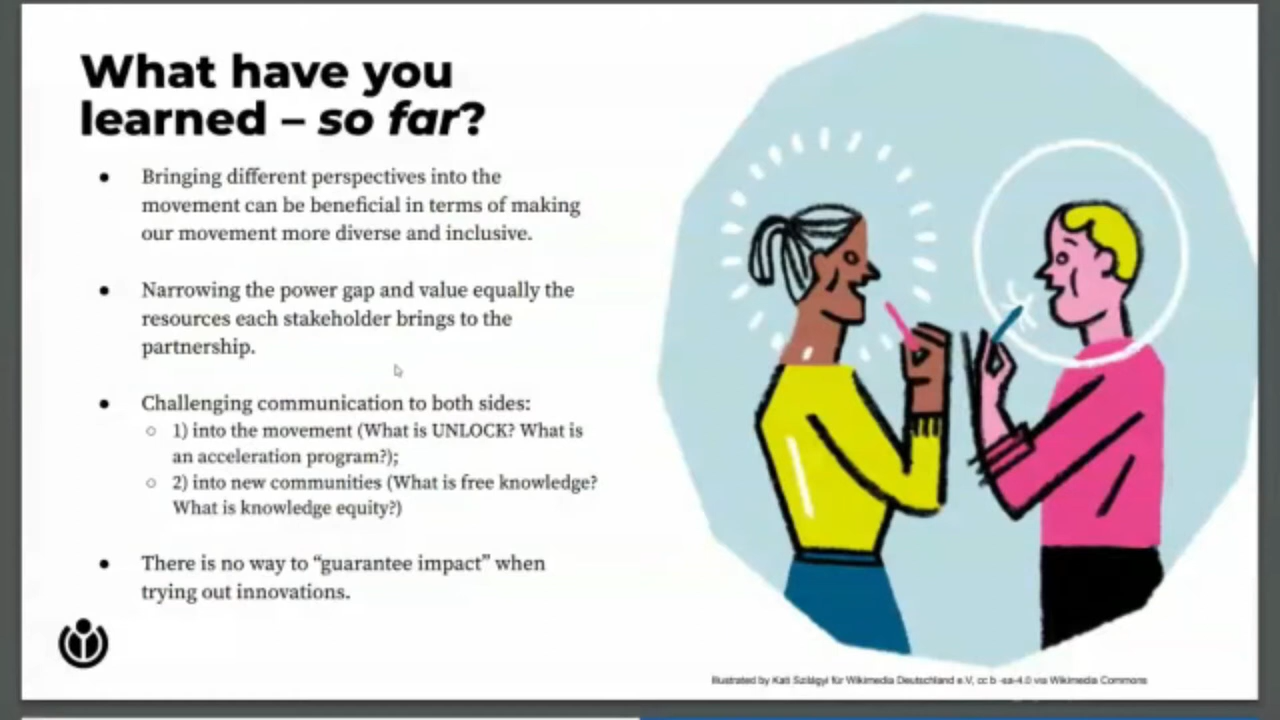 What have you
learned – so far?
● Bringing different perspectives into the
movement can be beneficial in terms of making
our movement more diverse and inclusive.
● Narrowing the power gap and value equally the
resources each stakeholder brings to the
partnership.
● Challenging communication to both sides:
○ 1) into the movement (What is UNLOCK? What is
an acceleration program?);
○ 2) into new communities (What is free knowledge?
What is knowledge equity?)
● There is no way to “guarantee impact” when
trying out innovations.
Illustrated by Kati Szilágyi für Wikimedia Deutschland e.V, cc b -sa-4.0 via Wikimedia Commons